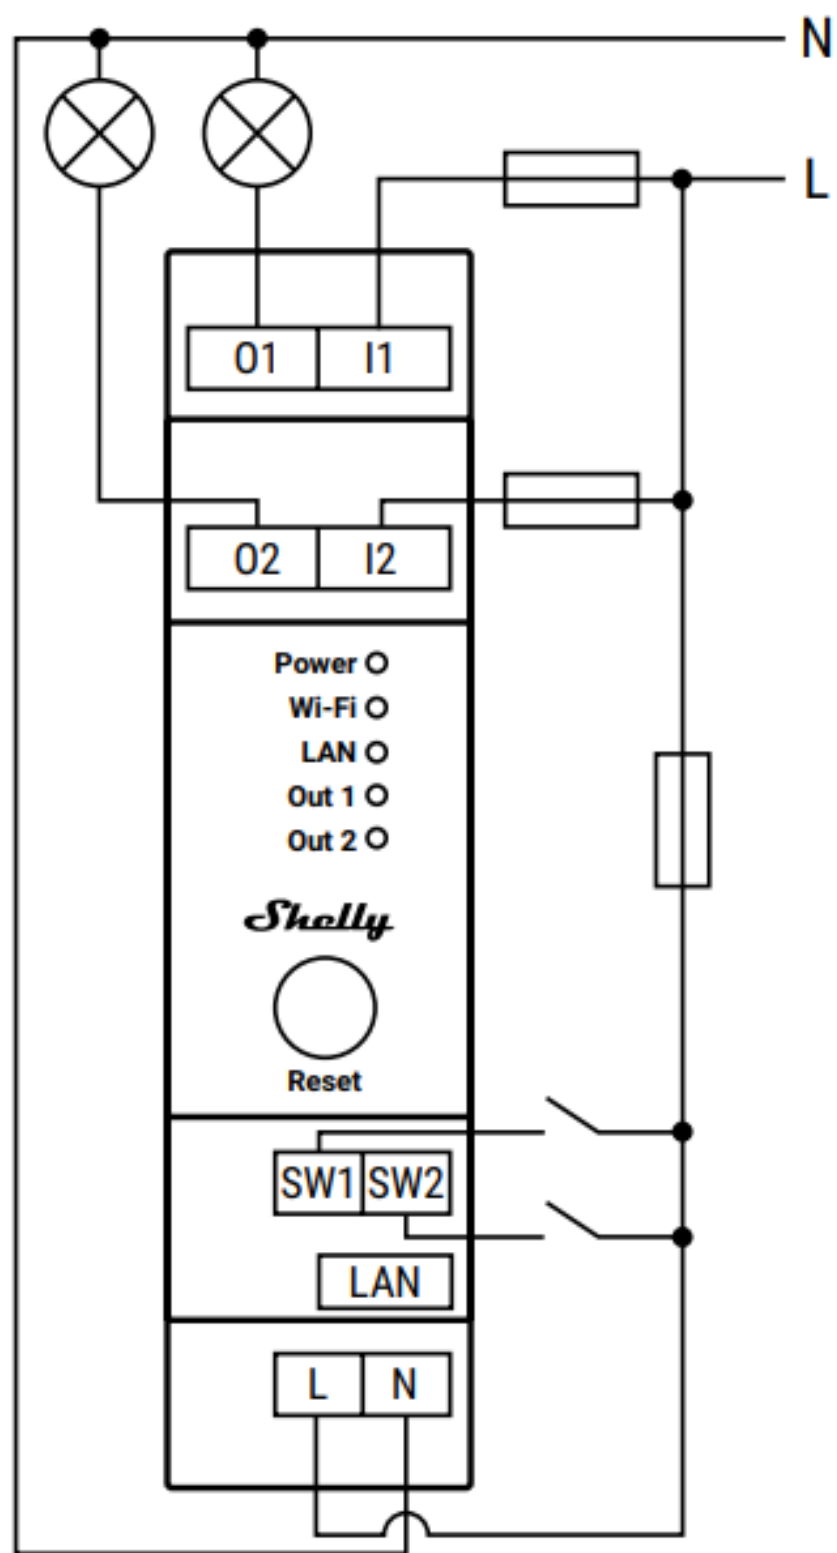 N
L
O1 I1
O2 I2
Power
Wi-Fi
LAN
Out 1
Out 2
Shelly
Reset
SW1 SW2
LAN
L N